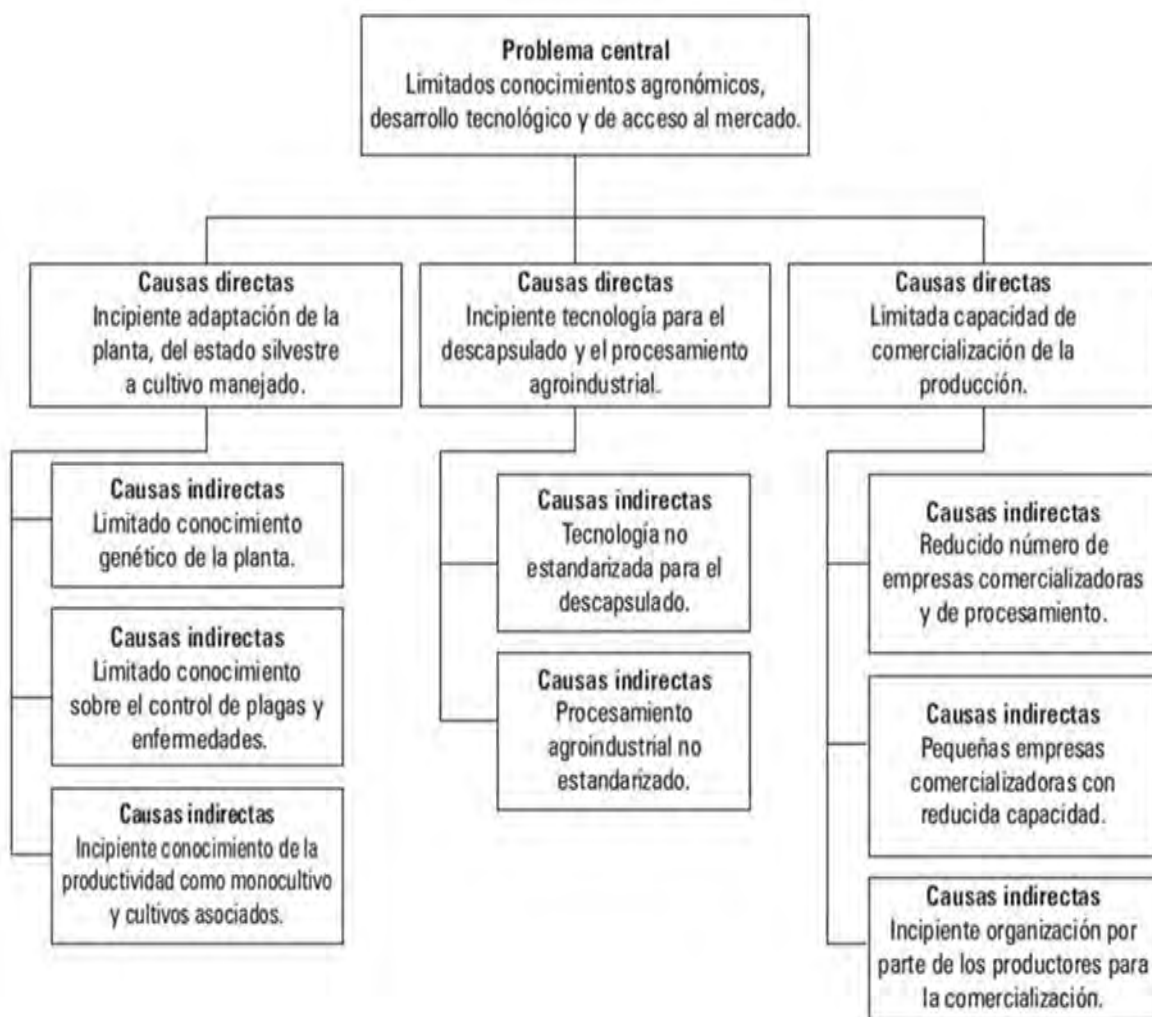 Problema central
Limitados conocimientos agronómicos,
desarrollo tecnológico y de acceso al mercado.
Causas directas
Incipiente adaptación de la
planta, del estado silvestre
a cultivo manejado.
Causas directas
Incipiente tecnología para el
descapsulado y el procesamiento
agroindustrial.
Causas directas
Limitada capacidad de
comercialización de la
producción.
Causas indirectas
Limitado conocimiento
genético de la planta.
Causas indirectas
Limitado conocimiento
sobre el control de plagas y
enfermedades.
Causas indirectas
Incipiente conocimiento de la
productividad como monocultivo
y cultivos asociados.
Causas indirectas
Tecnología no
estandarizada para el
descapsulado.
Causas indirectas
Procesamiento
agroindustrial no
estandarizado.
Causas indirectas
Reducido número de
empresas comercializadoras
y de procesamiento.
Causas indirectas
Pequeñas empresas
comercializadoras con
reducida capacidad.
Causas indirectas
Incipiente organización por
parte de los productores para
la comercialización.